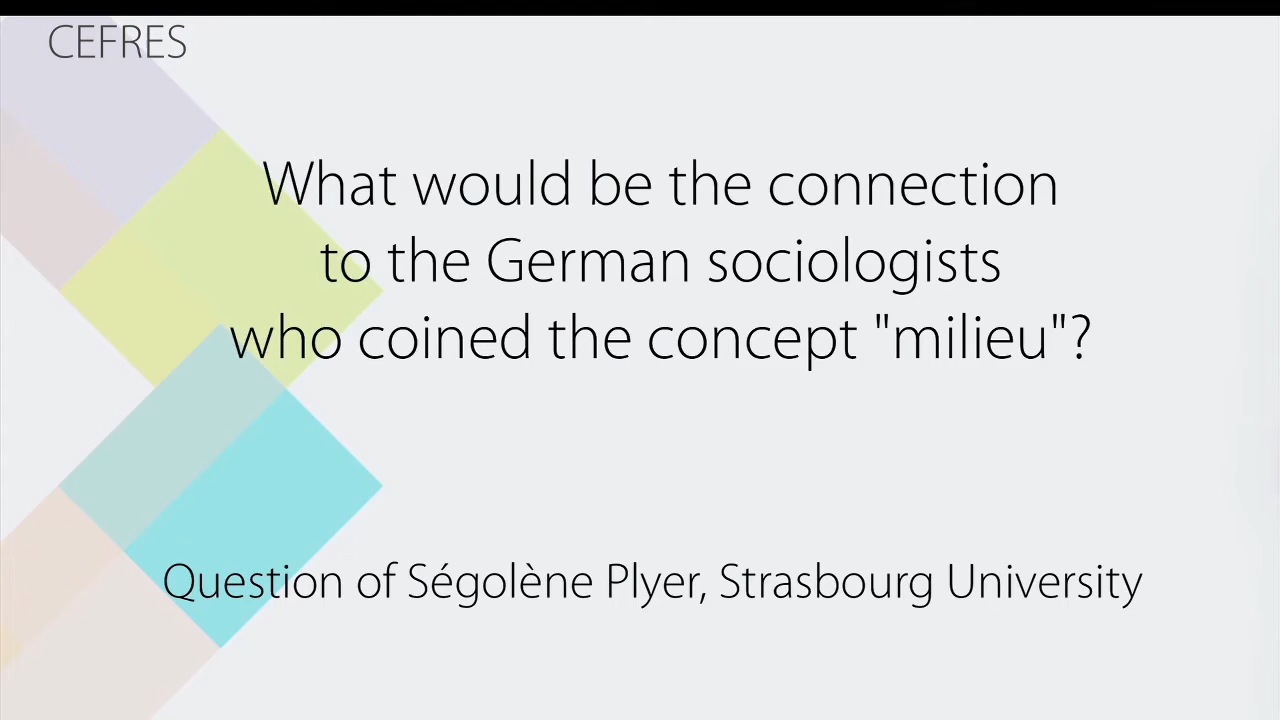 CEFRES
What would be the connection
to the German sociologists
who coined the concept "milieu"?
Question of Ségolène Plyer, Strasbourg University